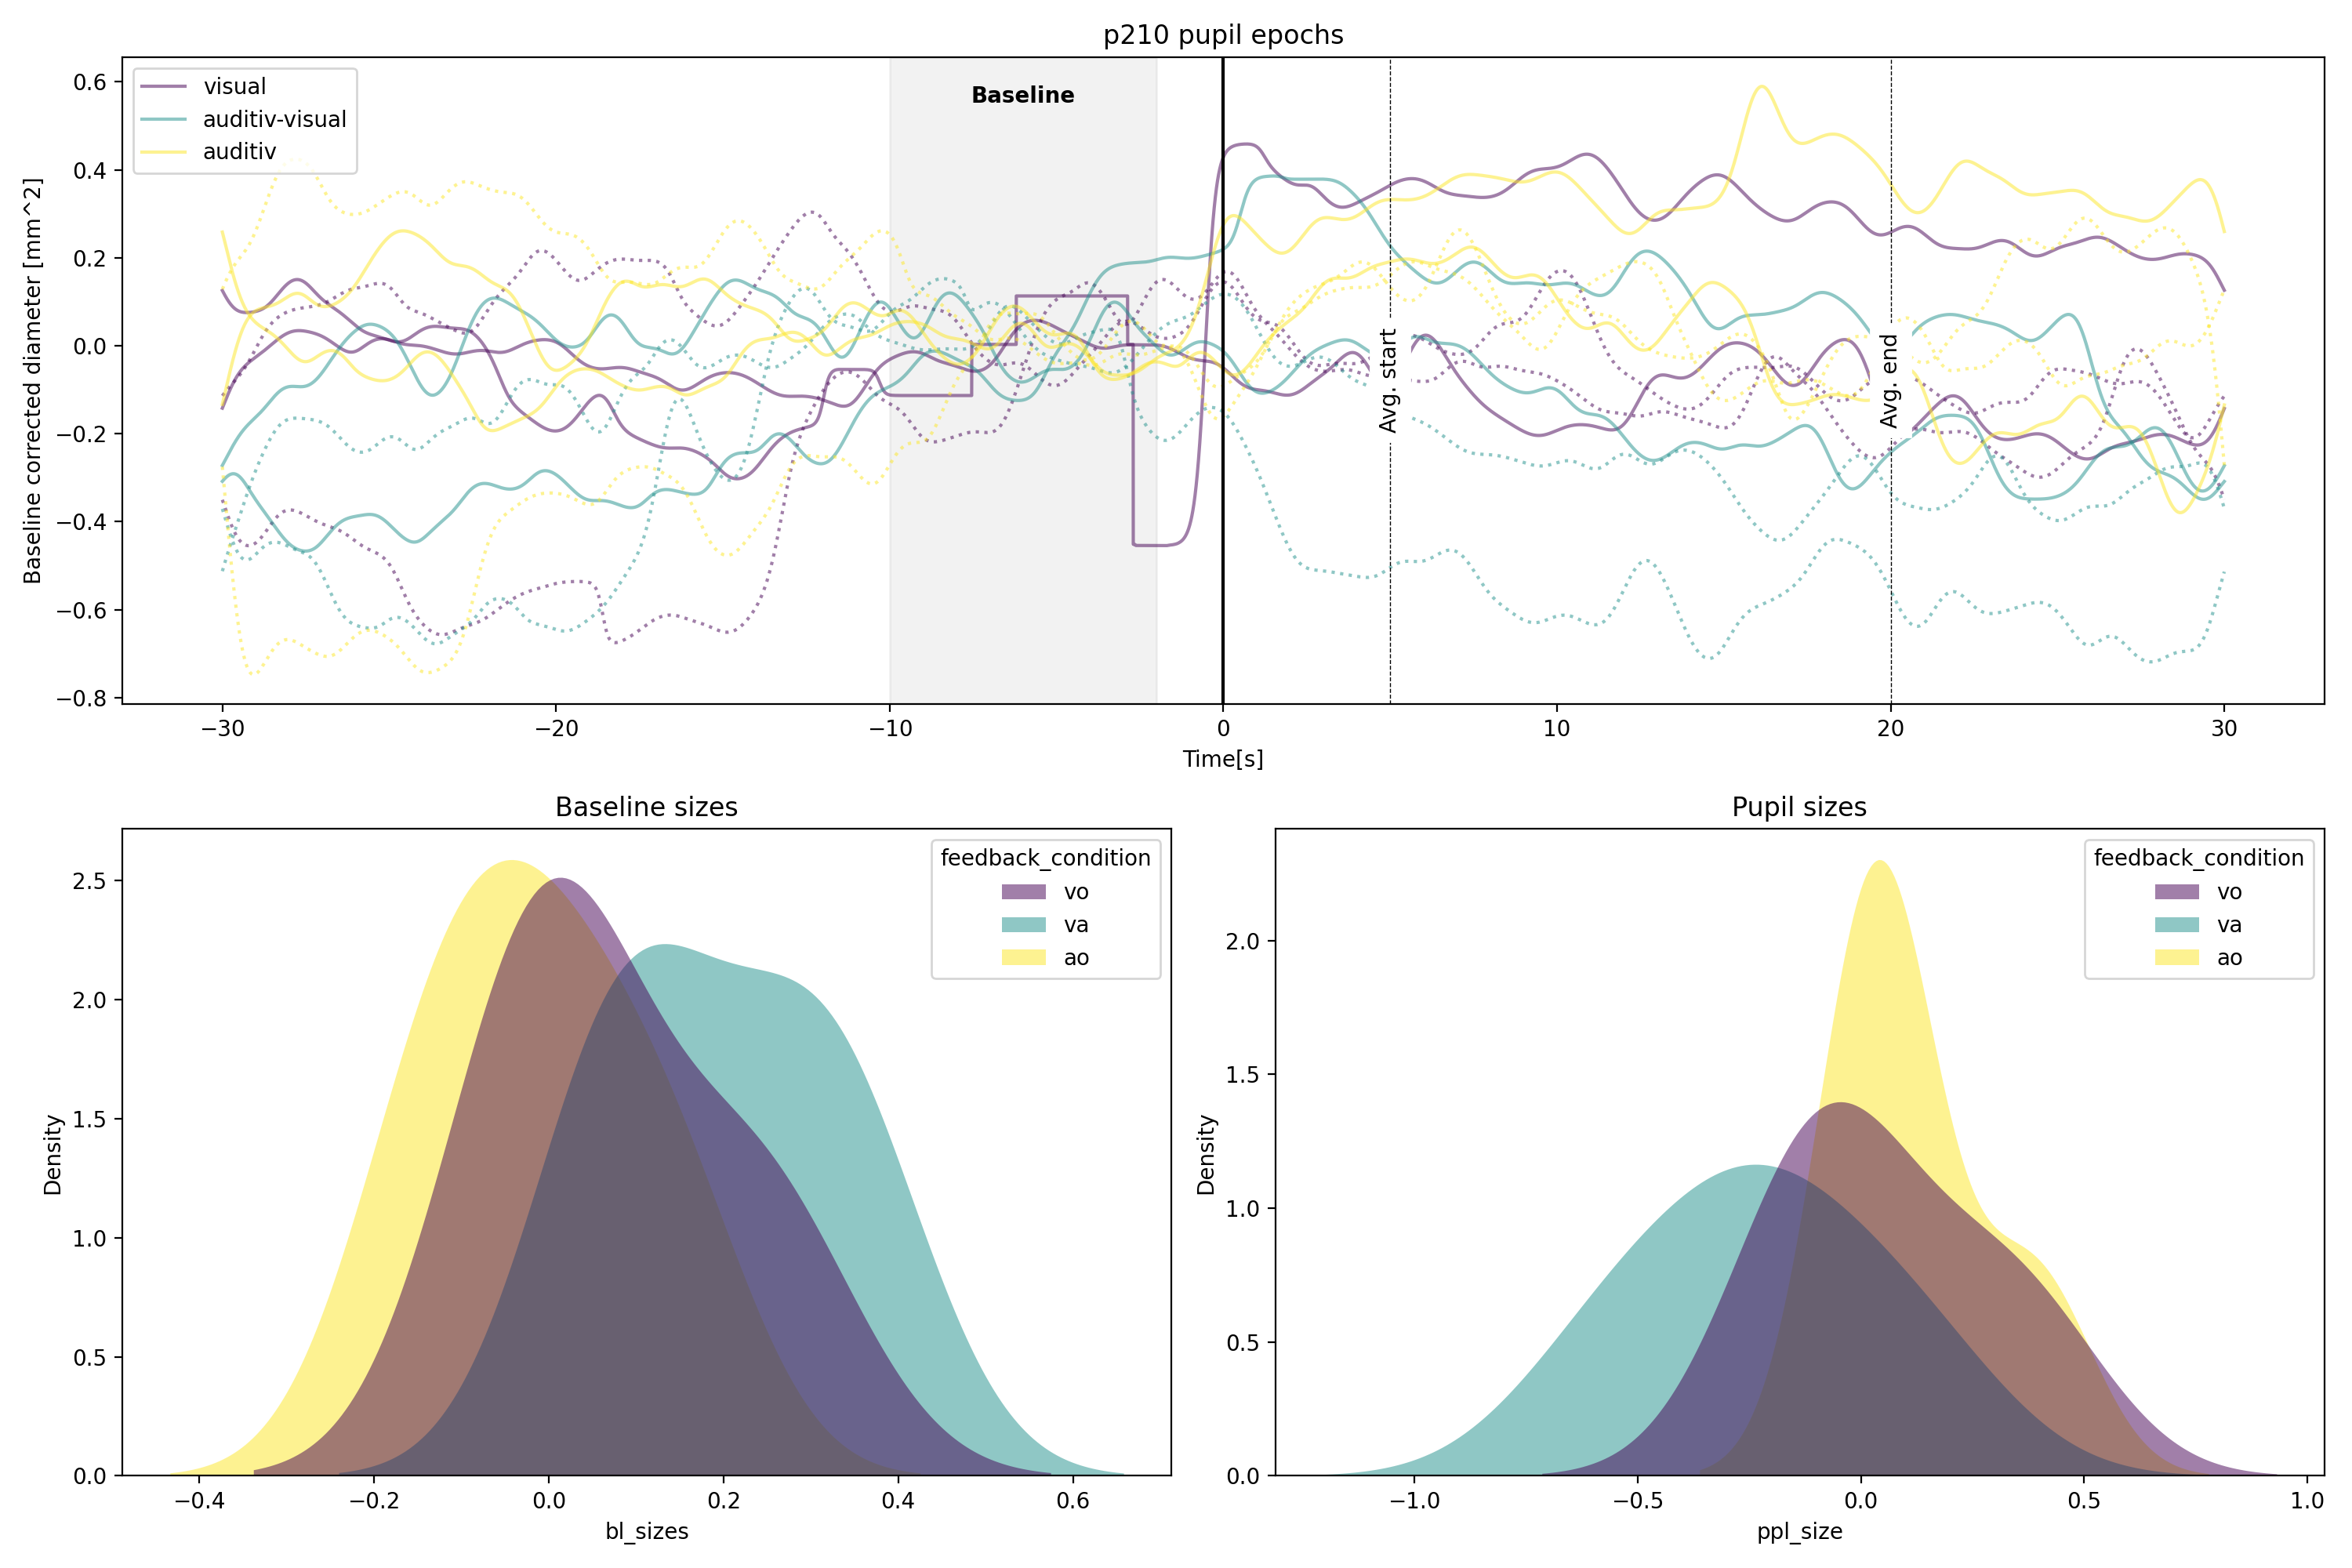 p210 pupil epochs
visual
auditiv-visual
auditiv
Baseline
Avg. start
Avg. end
Baseline corrected diameter [mm^2]
0.6
0.4
0.2
0.0
−0.2
−0.4
−0.6
−0.8
−30
−20
−10
0
10
20
30
Time[s]
Baseline sizes
feedback_condition
vo
va
ao
Density
2.5
2.0
1.5
1.0
0.5
0.0
−0.4
−0.2
0.0
0.2
0.4
0.6
bl_sizes
Pupil sizes
feedback_condition
vo
va
ao
Density
2.0
1.5
1.0
0.5
0.0
−1.0
−0.5
0.0
0.5
1.0
ppl_size